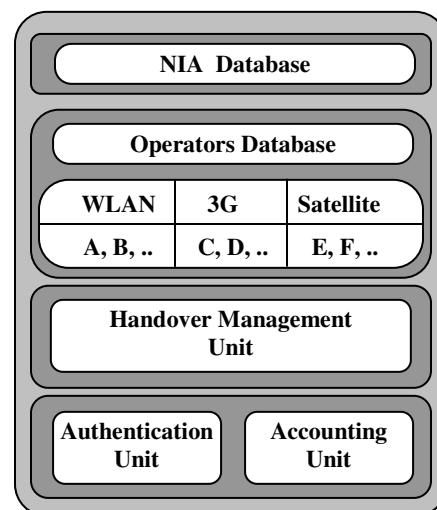 NIA Database
Operators Database
WLAN 3G Satellite
A, B, .. C, D, .. E, F, ..
Handover Management
Unit
Authentication
Unit
Accounting
Unit